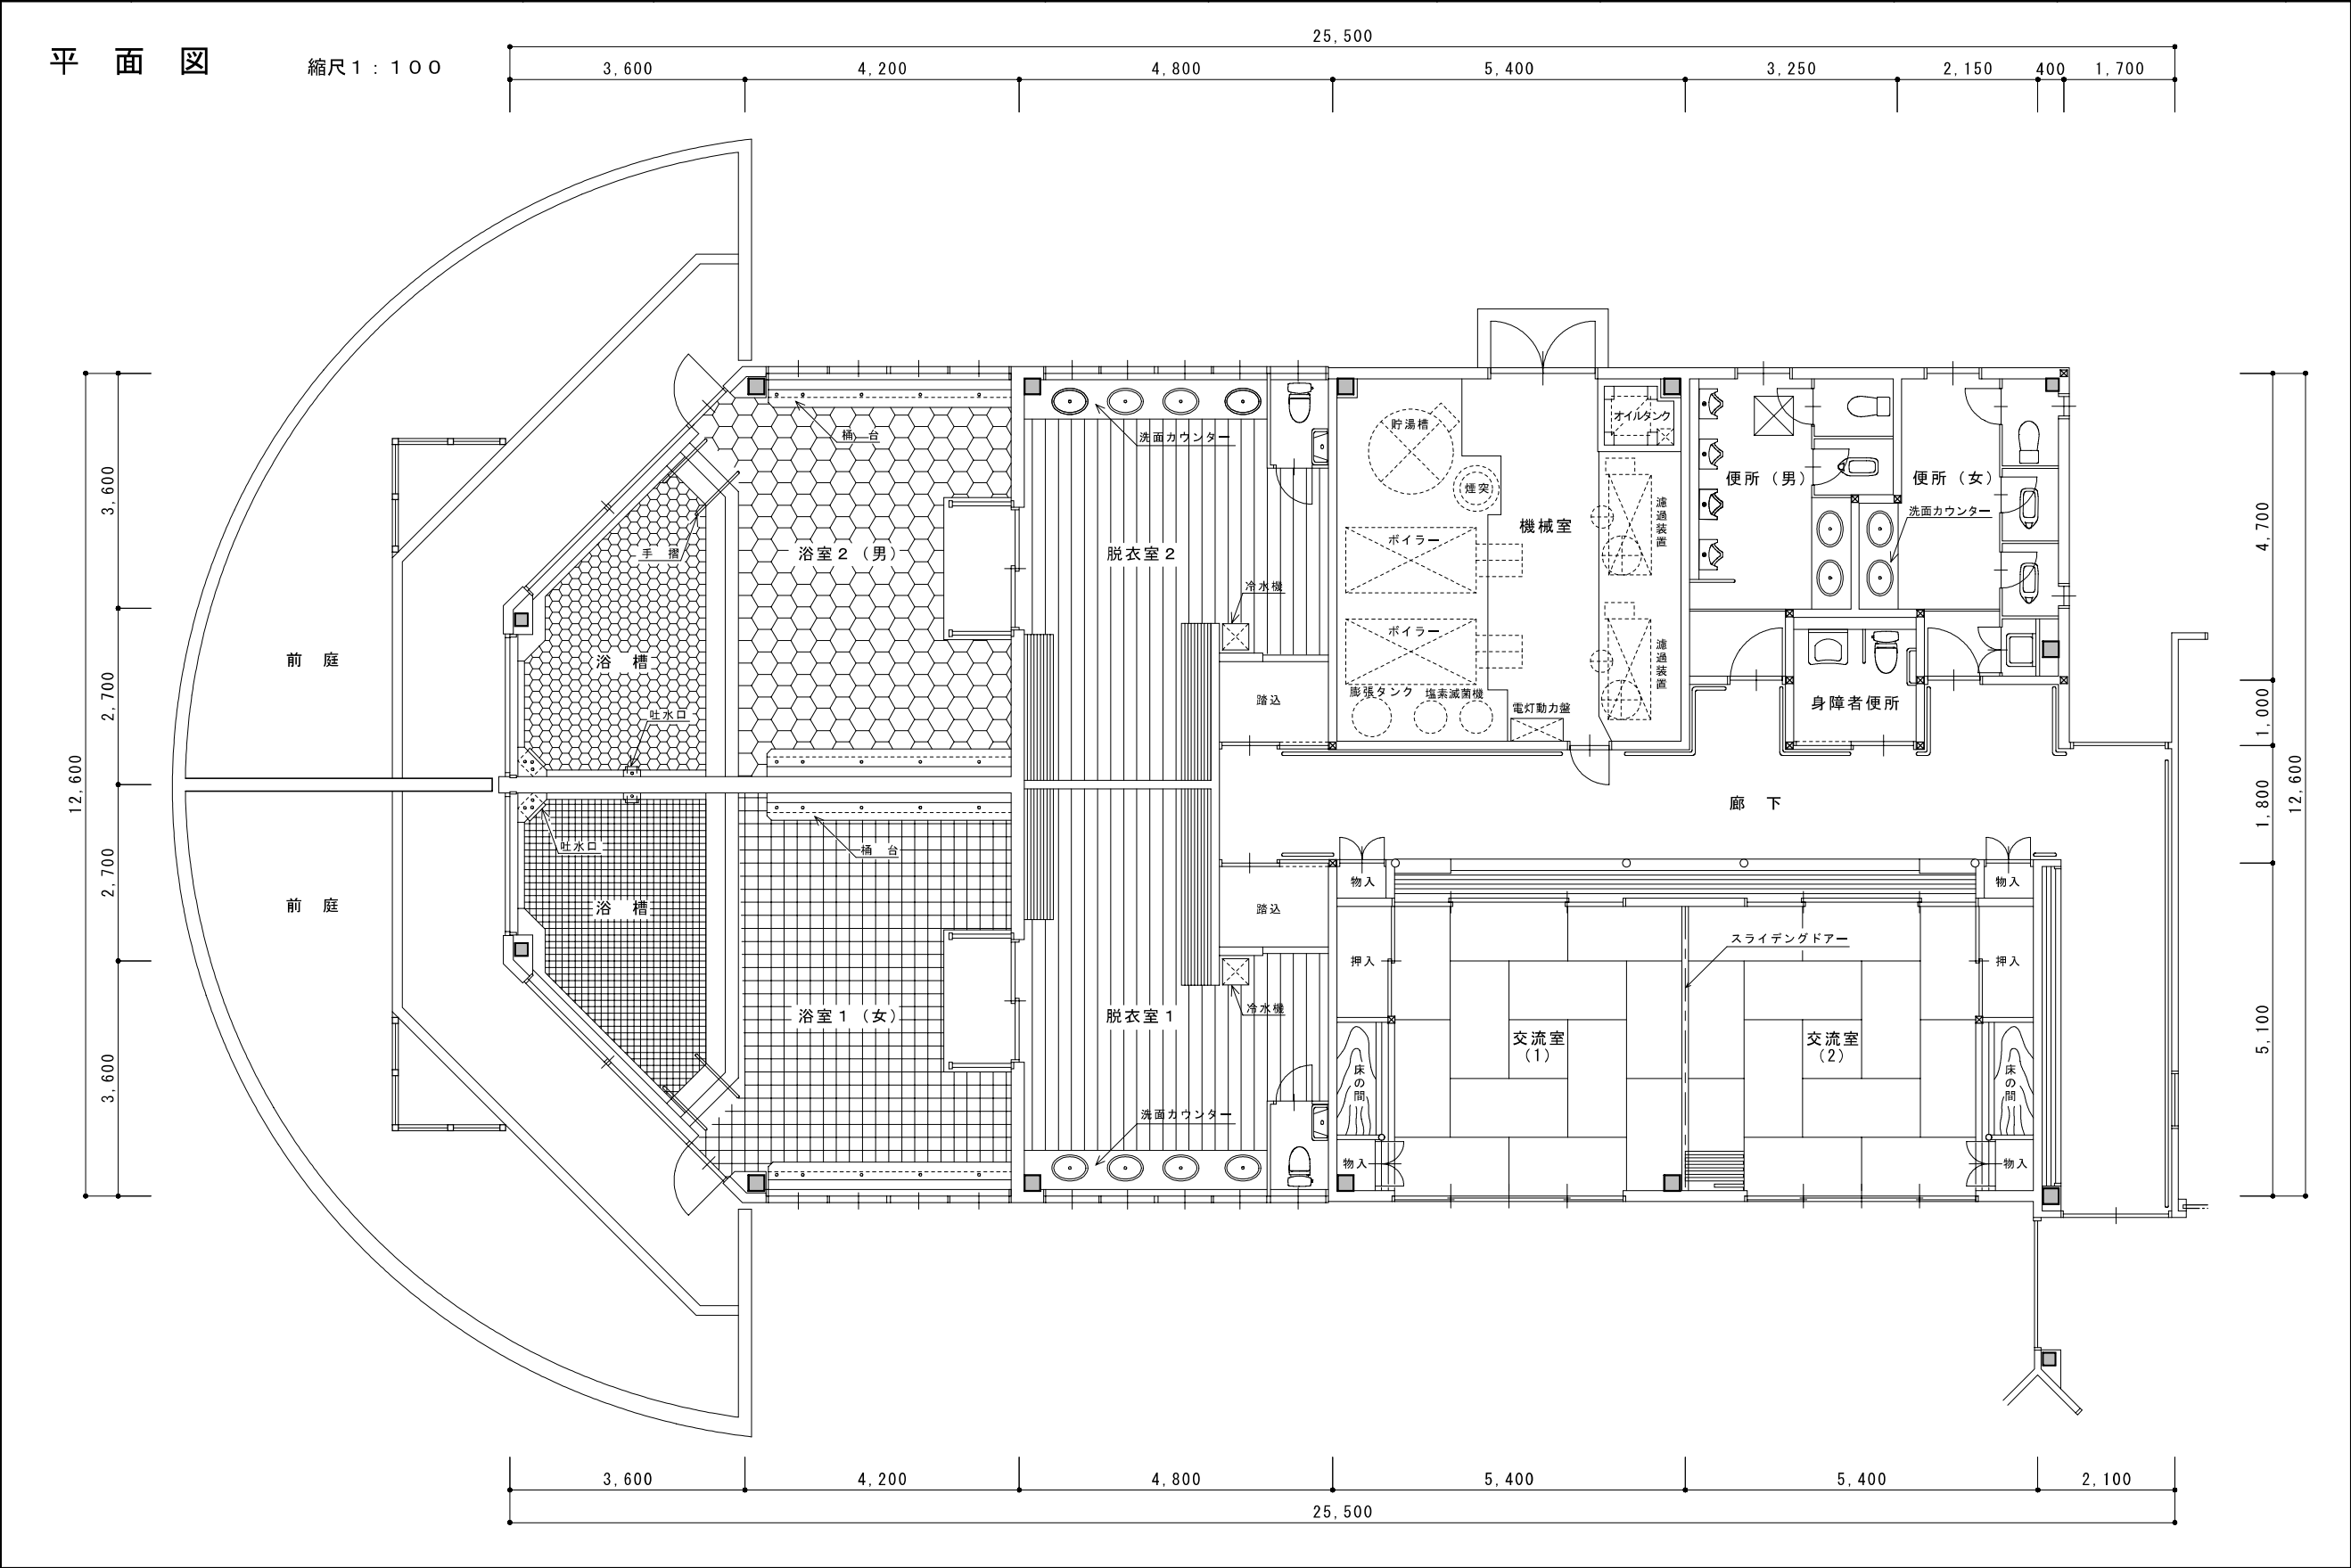 平　面　図
縮尺１：１００
25,500
3,600
4,200
4,800
5,400
3,250
2,150
400
1,700
12,600
3,600
2,700
2,700
3,600
4,700
1,000
1,800
5,100
12,600
前　庭
前　庭
桶　台
手　摺
浴室２（男）
浴　槽
吐水口
吐水口
浴　槽
桶　台
浴室１（女）
洗面カウンター
脱衣室２
冷水機
踏込
踏込
冷水機
脱衣室１
洗面カウンター
貯湯槽
煙突
オイルタンク
機械室
ボイラー
ボイラー
濾過装置
濾過装置
膨張タンク
塩素滅菌機
電灯動力盤
便所（男）
便所（女）
洗面カウンター
身障者便所
廊　下
物入
物入
押入
押入
スライデングドアー
交流室
(1)
交流室
(2)
床の間
床の間
物入
物入
3,600
4,200
4,800
5,400
5,400
2,100
25,500